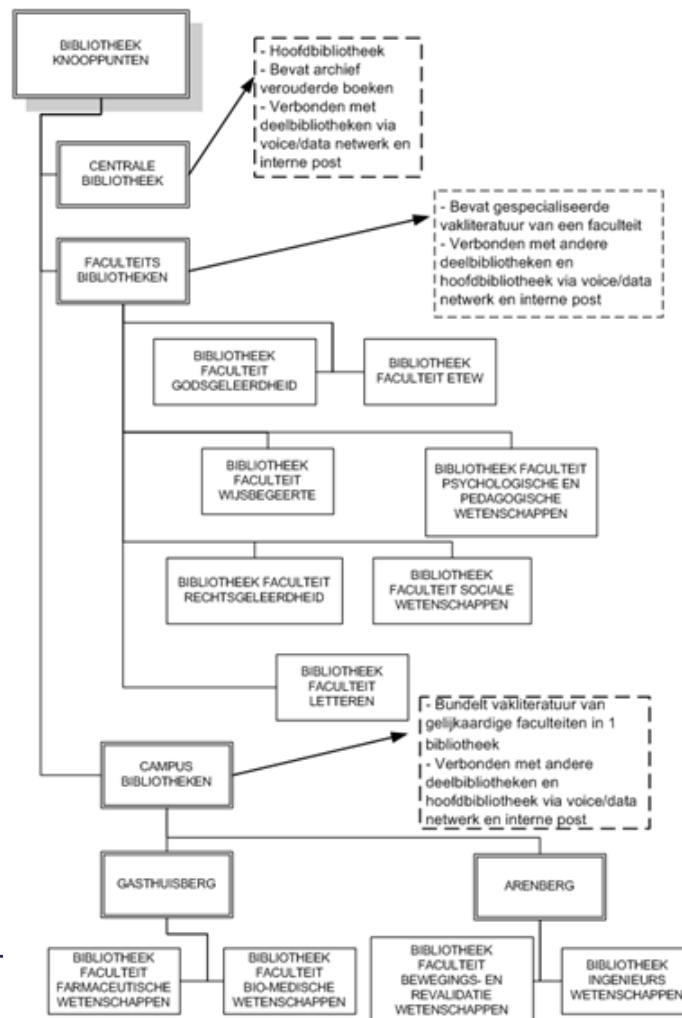 BIBLIOTHEEK
KNOOPPUNTEN
- Hoofdbibliotheek
- Bevat archief
verouderde boeken
- Verbonden met
deelbibliotheken via
voice/data netwerk en
interne post
CENTRALE
BIBLIOTHEEK
- Bevat gespecialiseerde
vakliteratuur van een faculteit
- Verbonden met andere
deelbibliotheken en
hoofdbibliotheek via voice/data
netwerk en interne post
FACULTEITS
BIBLIOTHEKEN
BIBLIOTHEEK
FACULTEIT
GODSGELEERDHEID
BIBLIOTHEEK
FACULTEIT ETEW
BIBLIOTHEEK
FACULTEIT
WIJSBEGEERTE
BIBLIOTHEEK FACULTEIT
PSYCHOLOGISCHE EN
PEDAGOGISCHE
WETENSCHAPPEN
BIBLIOTHEEK FACULTEIT
RECHTSGELEERDHEID
BIBLIOTHEEK
FACULTEIT SOCIALE
WETENSCHAPPEN
BIBLIOTHEEK
FACULTEIT
LETTEREN
- Bundelt vakliteratuur van
gelijkaardige faculteiten in 1
bibliotheek
- Verbonden met andere
deelbibliotheken en
hoofdbibliotheek via voice/data
netwerk en interne post
CAMPUS
BIBLIOTHEKEN
GASTHUISBERG
ARENBERG
BIBLIOTHEEK
FACULTEIT
FARMACEUTISCHE
WETENSCHAPPEN
BIBLIOTHEEK
FACULTEIT
BIO-MEDISCHE
WETENSCHAPPEN
BIBLIOTHEEK
FACULTEIT
BEWEGINGS- EN
REVALIDATIE
WETENSCHAPPEN
BIBLIOTHEEK
INGENIEURS
WETENSCHAPPEN